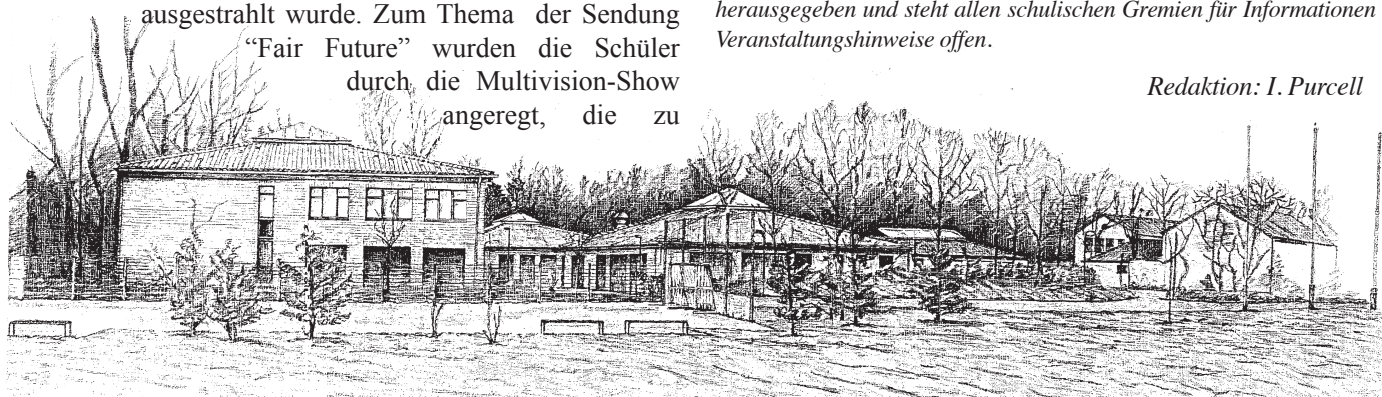 ausgestrahlt wurde. Zum Thema der Sendung
“Fair Future” wurden die Schüler
durch die Multivision-Show
angeregt, die zu
herausgegeben und steht allen schulischen Gremien für Informationen
Veranstaltungshinweise offen.
Redaktion: I. Purcell